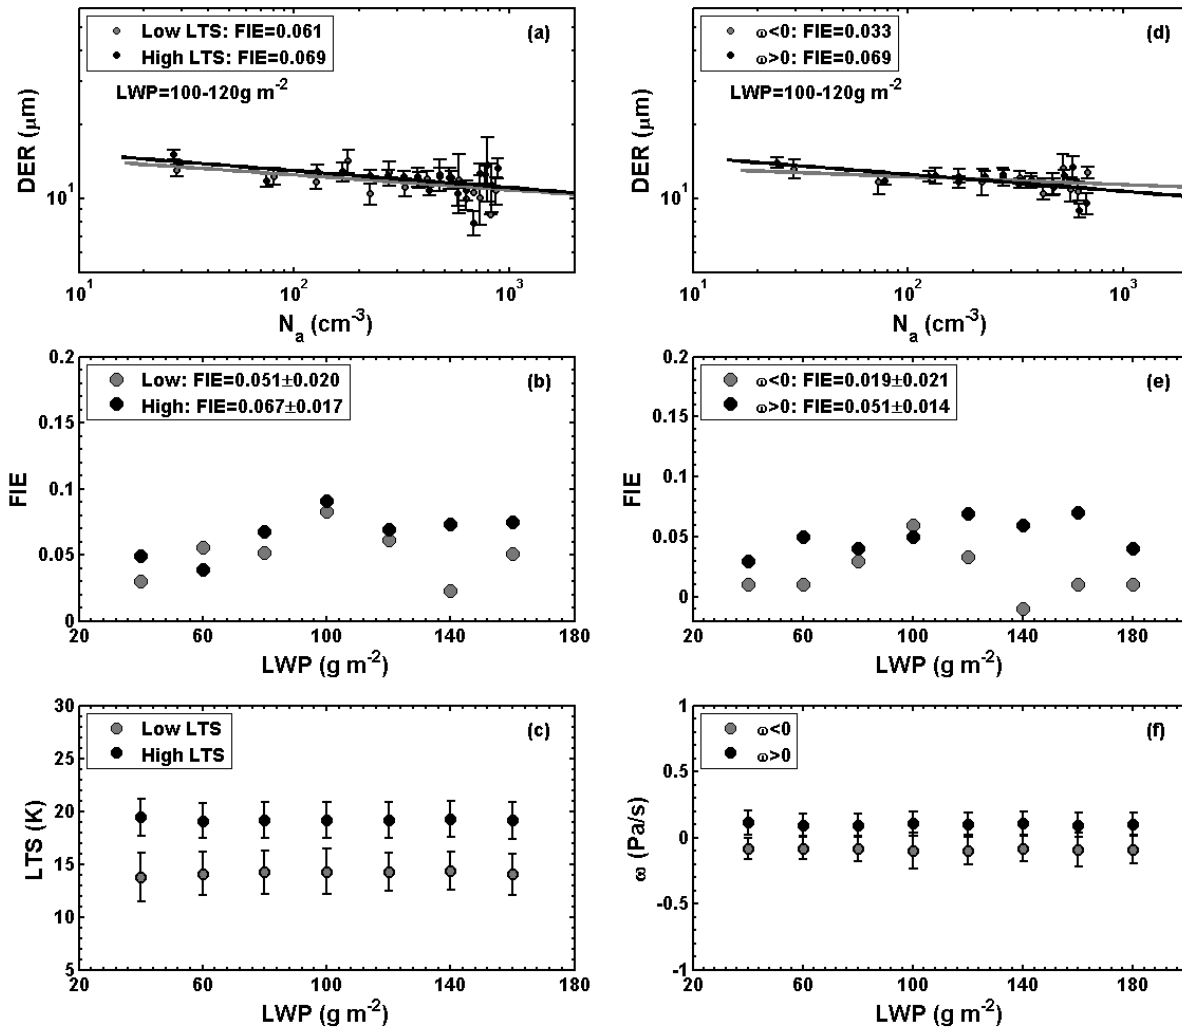 Low LTS: FIE=0.061
High LTS: FIE=0.069
(a)
LWP=100-120g m-2
DER (μm)
10^1
10^1 10^2 10^3
N_a (cm^-3)
ω<0: FIE=0.033
ω>0: FIE=0.069
(d)
LWP=100-120g m-2
DER (μm)
10^1
10^1 10^2 10^3
N_a (cm^-3)
Low: FIE=0.051±0.020
High: FIE=0.067±0.017
(b)
FIE
0.2
0.15
0.1
0.05
0
20 60 100 140 180
LWP (g m^-2)
ω<0: FIE=0.019±0.021
ω>0: FIE=0.051±0.014
(e)
FIE
0.2
0.15
0.1
0.05
0
20 60 100 140 180
LWP (g m^-2)
Low LTS
High LTS
(c)
LTS (K)
30
25
20
15
10
5
20 60 100 140 180
LWP (g m^-2)
ω<0
ω>0
(f)
ω (Pa/s)
1
0.5
0
-0.5
-1
20 60 100 140 180
LWP (g m^-2)